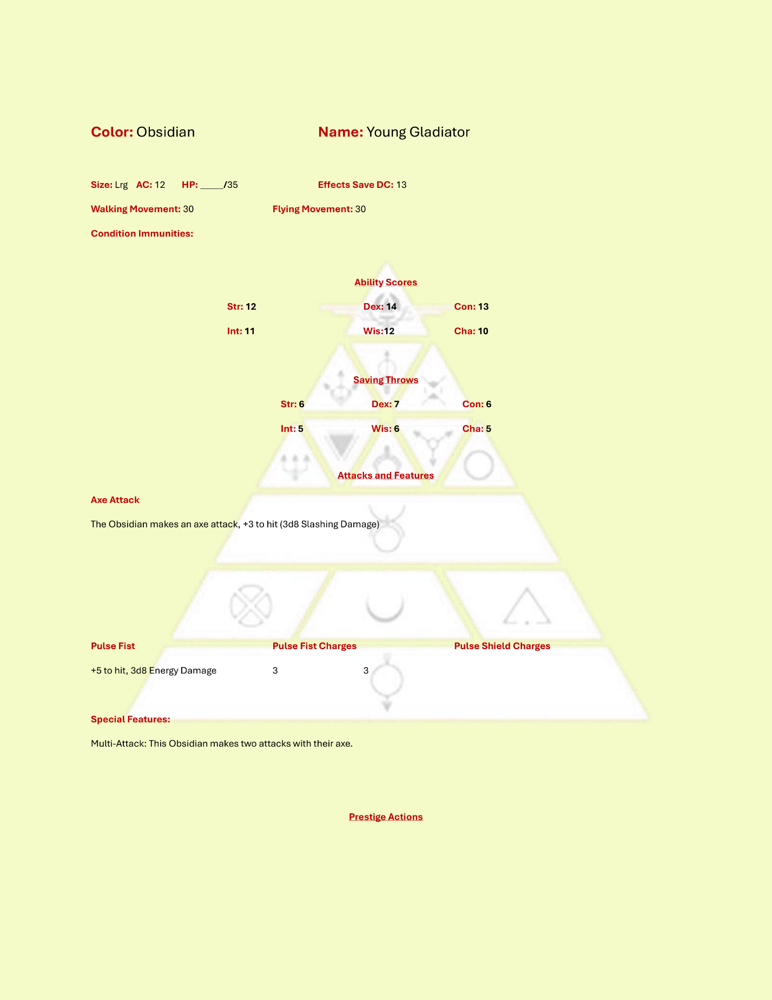 Color: Obsidian Name: Young Gladiator
Size: Lrg AC: 12 HP: _____/35 Effects Save DC: 13
Walking Movement: 30 Flying Movement: 30
Condition Immunities:
Ability Scores
Str: 12 Dex: 14 Con: 13
Int: 11 Wis:12 Cha: 10
Saving Throws
Str: 6 Dex: 7 Con: 6
Int: 5 Wis: 6 Cha: 5
Attacks and Features
Axe Attack
The Obsidian makes an axe attack, +3 to hit (3d8 Slashing Damage)
Pulse Fist Pulse Fist Charges Pulse Shield Charges
+5 to hit, 3d8 Energy Damage 3 3
Special Features:
Multi-Attack: This Obsidian makes two attacks with their axe.
Prestige Actions